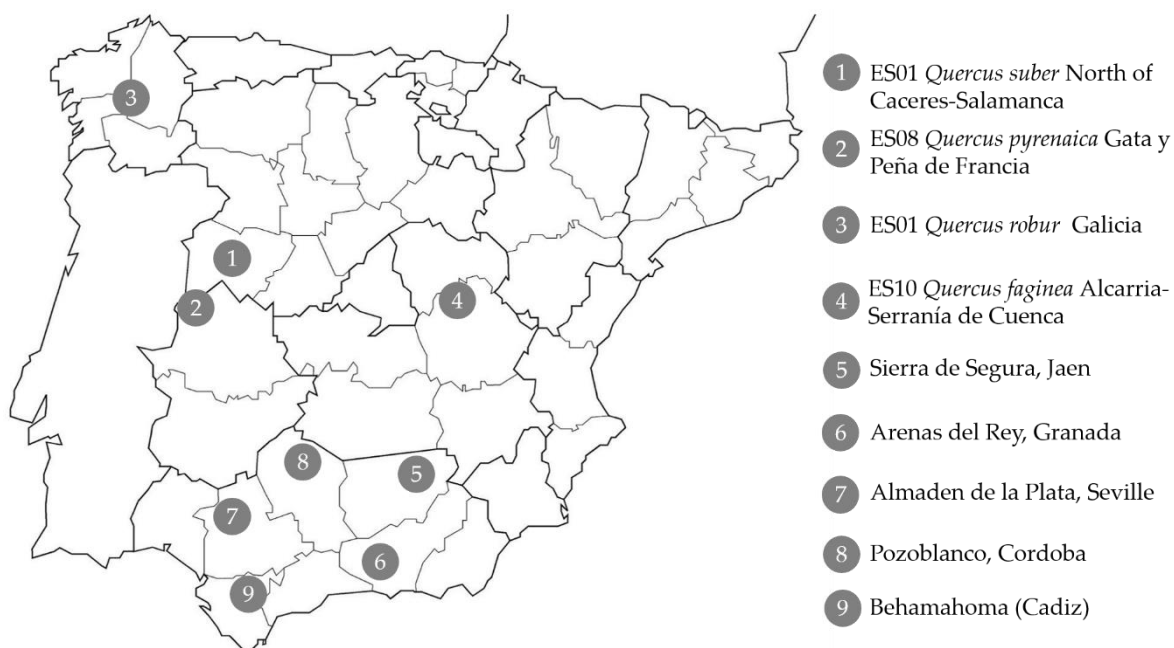 3
1
2
4
5
8
7
6
9
1 ES01 Quercus suber North of
Caceres-Salamanca
2 ES08 Quercus pyrenaica Gata y
Peña de Francia
3 ES01 Quercus robur Galicia
4 ES10 Quercus faginea Alcarria-
Serranía de Cuenca
5 Sierra de Segura, Jaen
6 Arenas del Rey, Granada
7 Almaden de la Plata, Seville
8 Pozoblanco, Cordoba
9 Behamahoma (Cadiz)